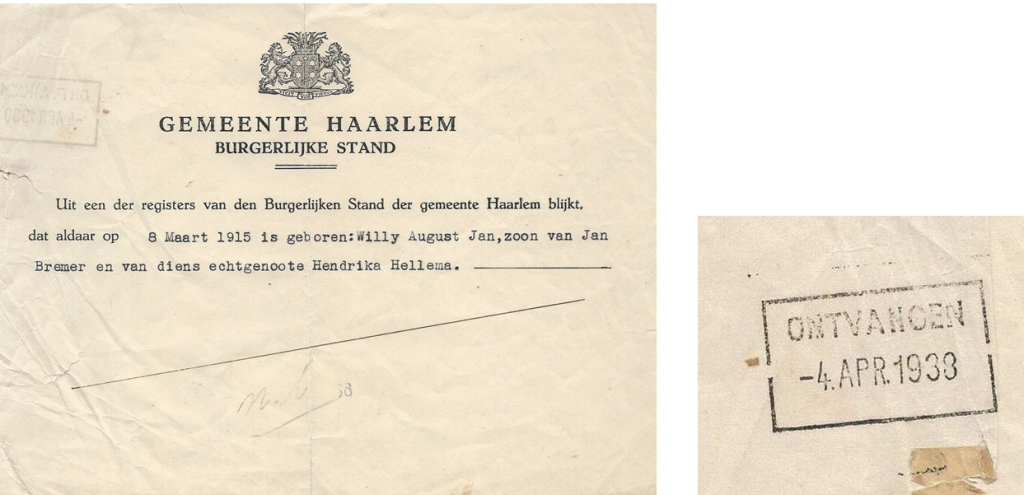 GEMEENTE HAARLEM
BURGERLIJKE STAND
Uit een der registers van den Burgerlijken Stand der gemeente Haarlem blijkt,
dat aldaar op 8 Maart 1915 is geboren:Willy August Jan,zoon van Jan
Bremer en van diens echtgenoote Hendrika Hellema.
ONTVANGEN
-4.APR.1938